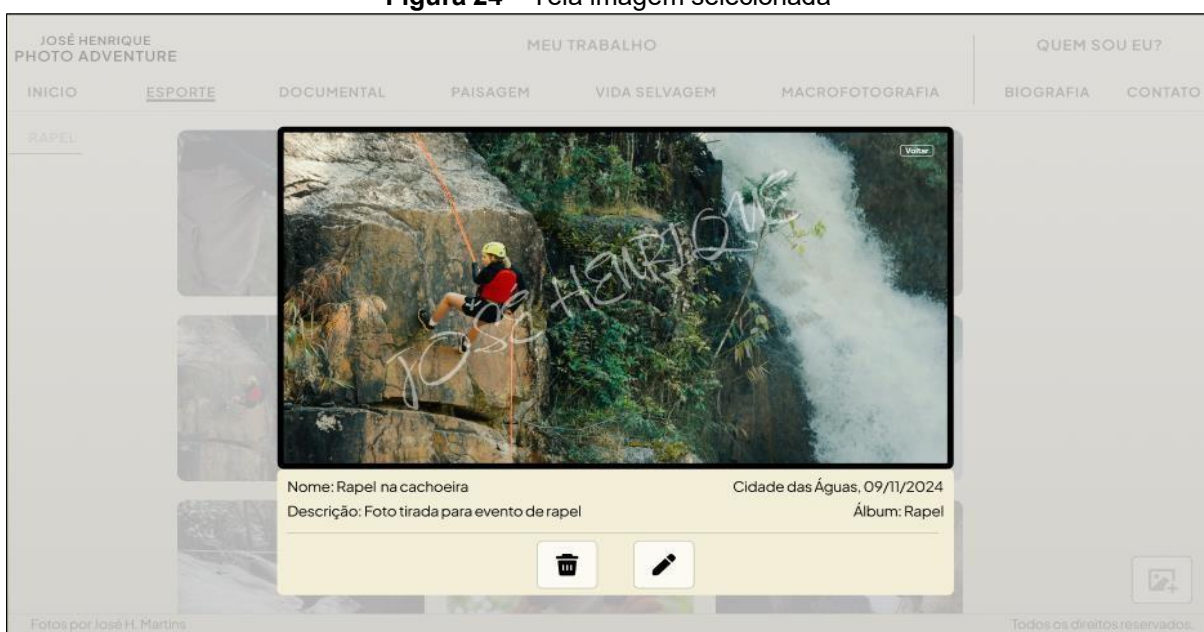 Figura 24 – Tela imagem selecionada
JOSÉ HENRIQUE
PHOTO ADVENTURE
MEU TRABALHO
QUEM SOU EU?
INICIO
ESPORTE
DOCUMENTAL
PAISAGEM
VIDA SELVAGEM
MACROFOTOGRAFIA
BIOGRAFIA
CONTATO
RAPEL
Voltar
JOSÉ HENRIQUE
Nome: Rapel na cachoeira
Cidade das Águas, 09/11/2024
Descrição: Foto tirada para evento de rapel
Álbum: Rapel
Fotos por José H. Martins
Todos os direitos reservados.